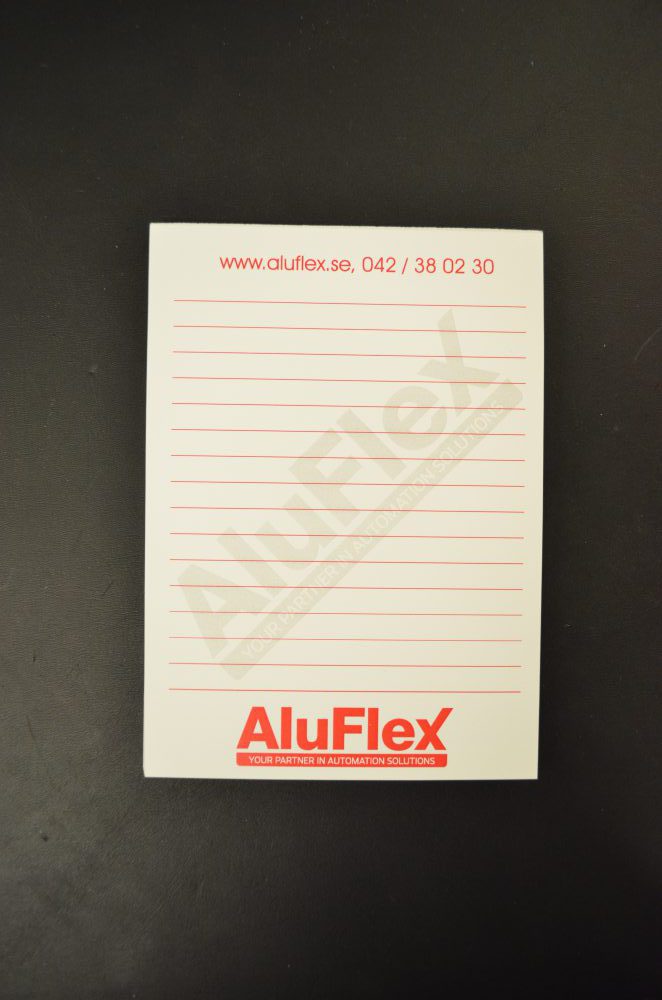 www.aluflex.se, 042 / 38 02 30
AluFlex
YOUR PARTNER IN AUTOMATION SOLUTIONS
AluFlex
YOUR PARTNER IN AUTOMATION SOLUTIONS